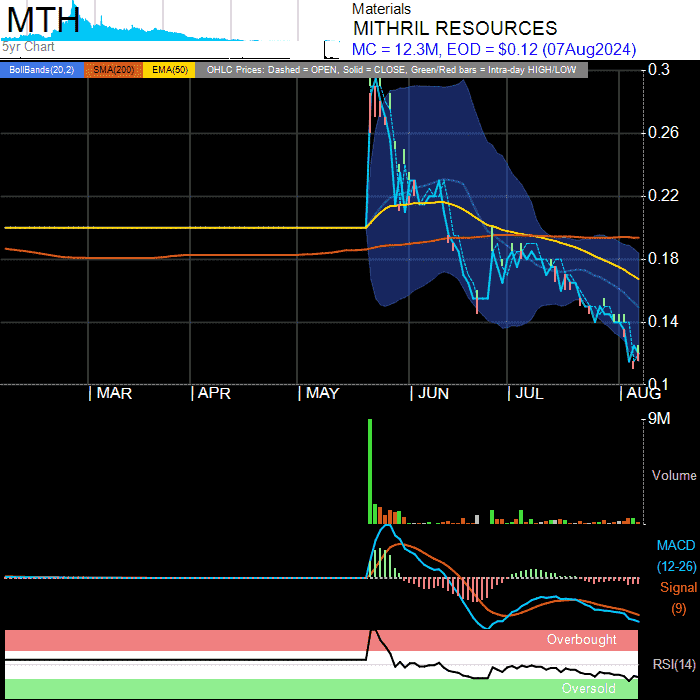 MTH
5yr Chart
Materials
MITHRIL RESOURCES
MC = 12.3M, EOD = $0.12 (07Aug2024)
BollBands(20,2) SMA(200) EMA(50) OHLC Prices: Dashed = OPEN, Solid = CLOSE, Green/Red bars = Intra-day HIGH/LOW
0.3
0.26
0.22
0.18
0.14
0.1
MAR APR MAY JUN JUL AUG
9M
Volume
MACD
(12-26)
Signal
(9)
Overbought
RSI(14)
Oversold